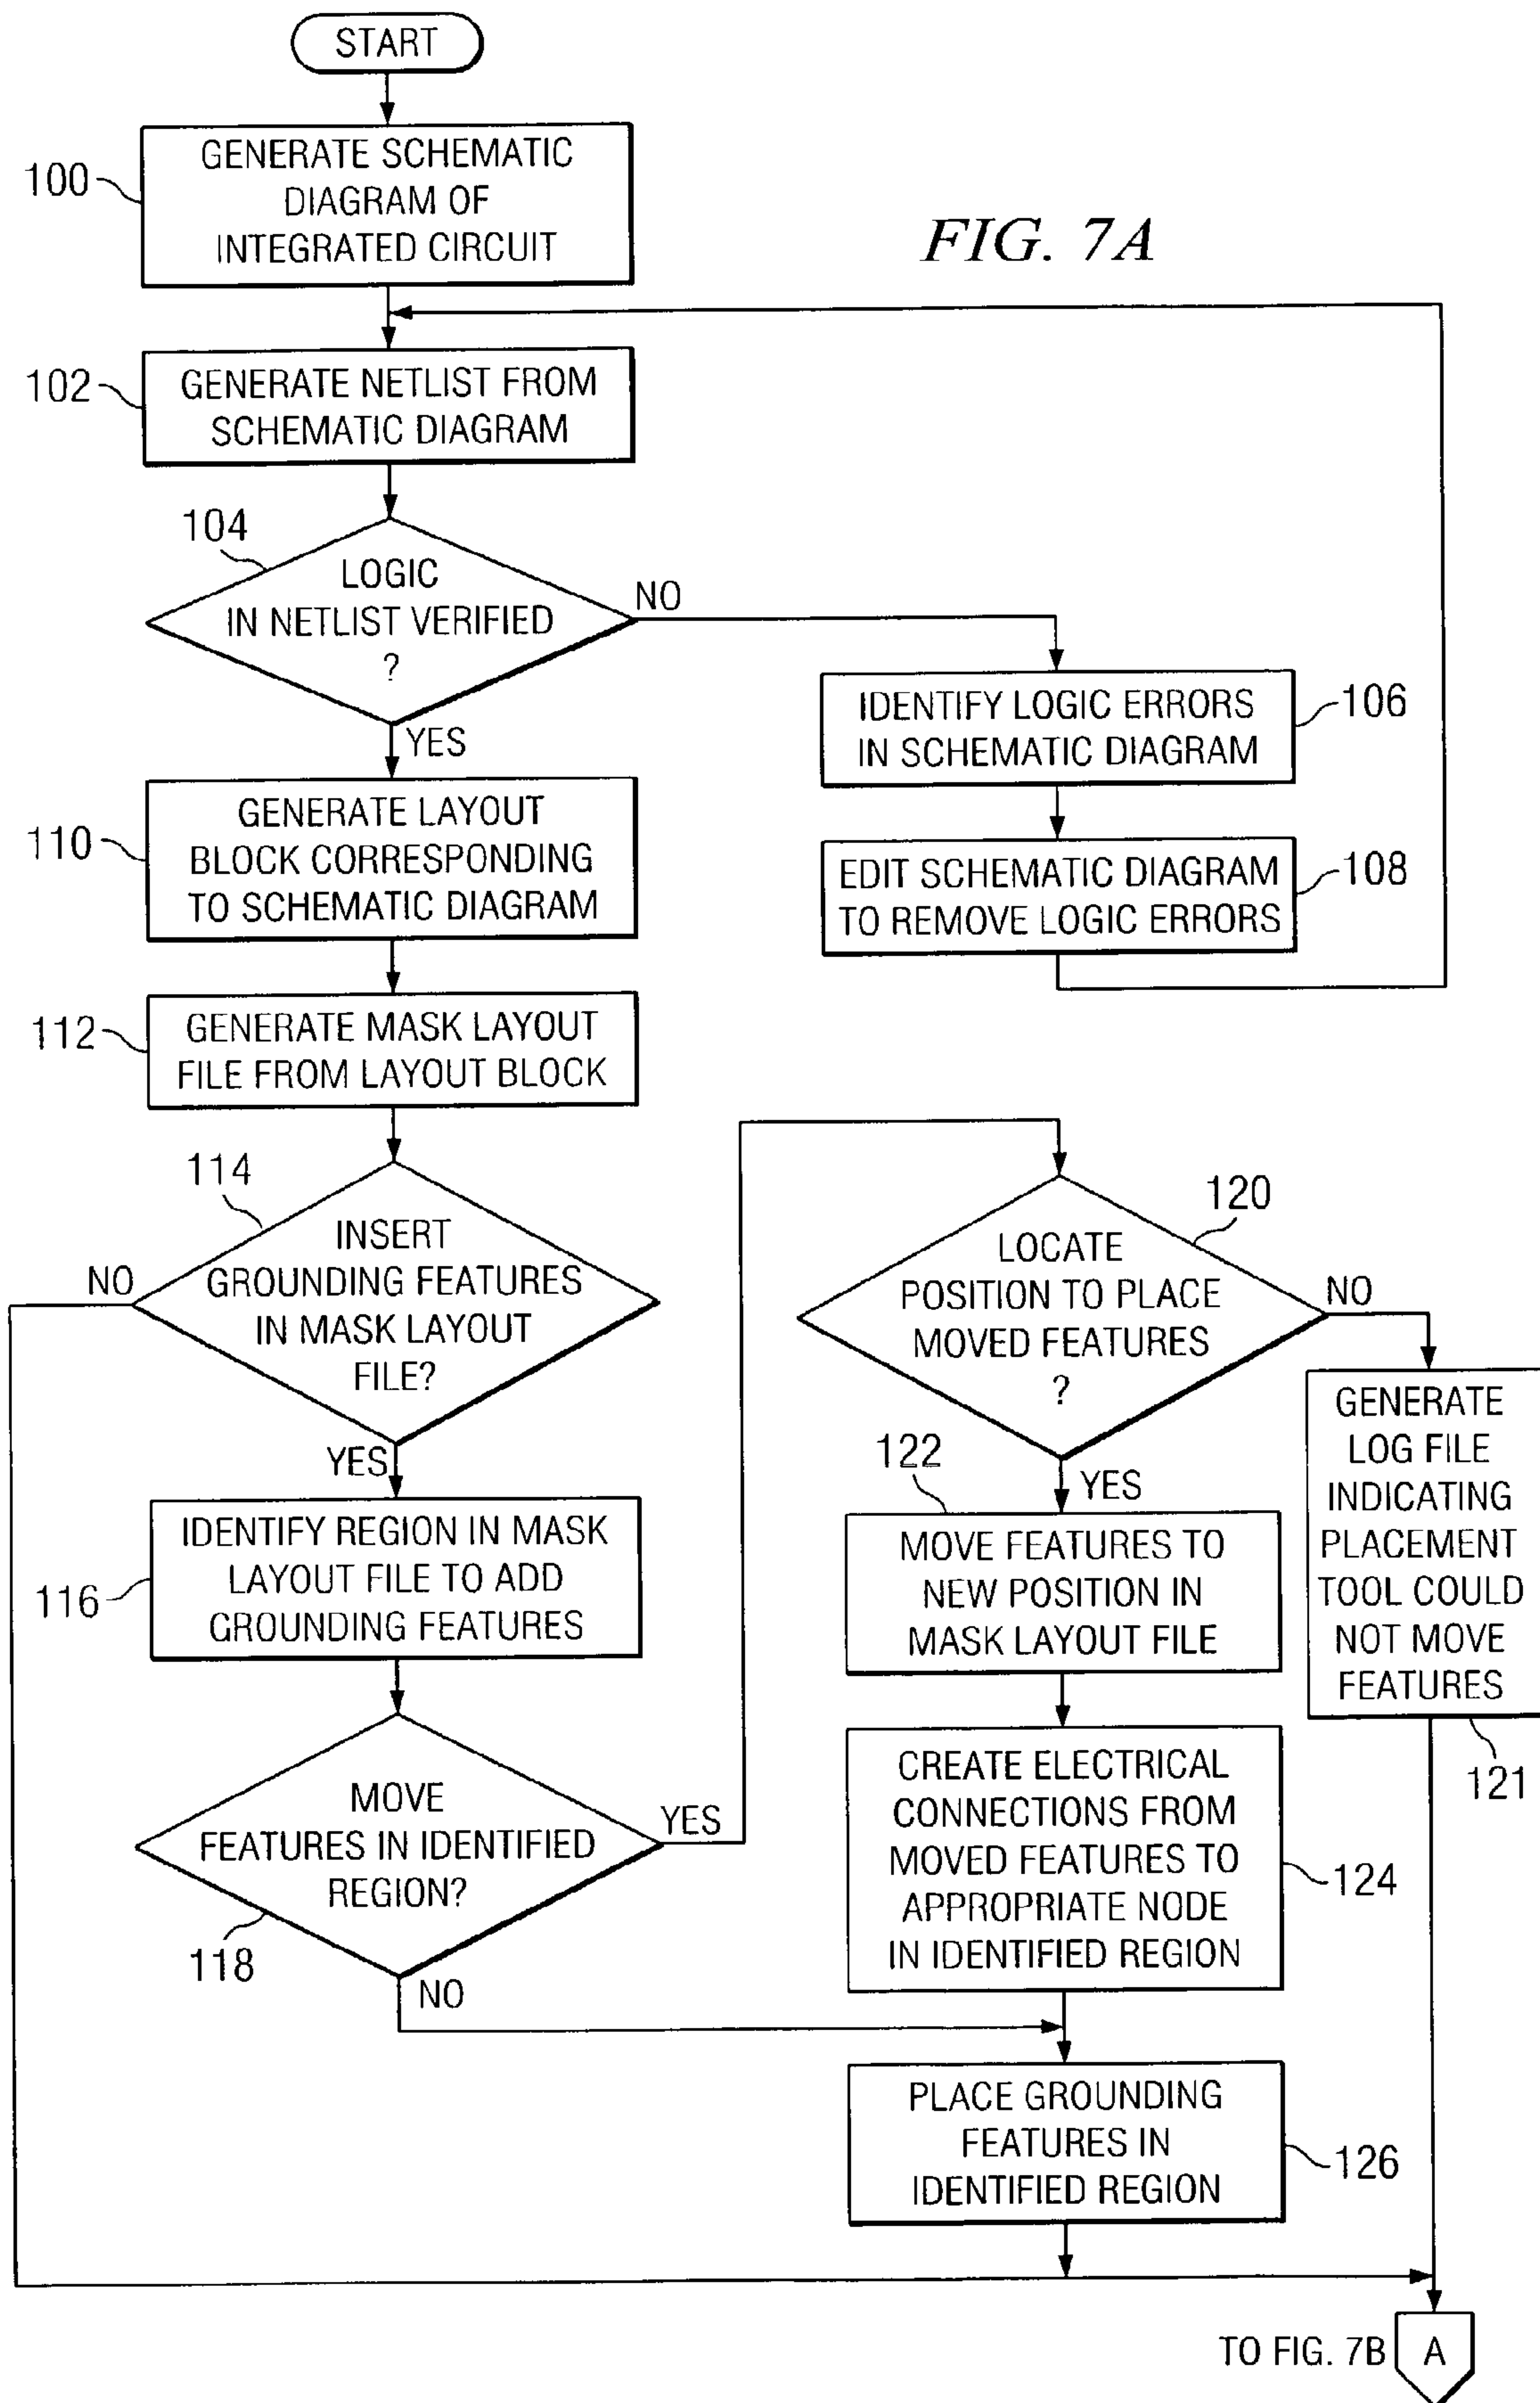 START
100
GENERATE SCHEMATIC
DIAGRAM OF
INTEGRATED CIRCUIT
FIG. 7A
102
GENERATE NETLIST FROM
SCHEMATIC DIAGRAM
104
LOGIC
IN NETLIST VERIFIED
?
NO
YES
IDENTIFY LOGIC ERRORS
IN SCHEMATIC DIAGRAM
106
EDIT SCHEMATIC DIAGRAM
TO REMOVE LOGIC ERRORS
108
110
GENERATE LAYOUT
BLOCK CORRESPONDING
TO SCHEMATIC DIAGRAM
112
GENERATE MASK LAYOUT
FILE FROM LAYOUT BLOCK
114
INSERT
GROUNDING FEATURES
IN MASK LAYOUT
FILE?
NO
YES
116
IDENTIFY REGION IN MASK
LAYOUT FILE TO ADD
GROUNDING FEATURES
MOVE
FEATURES IN IDENTIFIED
REGION?
118
YES
NO
120
LOCATE
POSITION TO PLACE
MOVED FEATURES
?
NO
YES
GENERATE
LOG FILE
INDICATING
PLACEMENT
TOOL COULD
NOT MOVE
FEATURES
121
122
MOVE FEATURES TO
NEW POSITION IN
MASK LAYOUT FILE
CREATE ELECTRICAL
CONNECTIONS FROM
MOVED FEATURES TO
APPROPRIATE NODE
IN IDENTIFIED REGION
124
PLACE GROUNDING
FEATURES IN
IDENTIFIED REGION
126
TO FIG. 7B
A